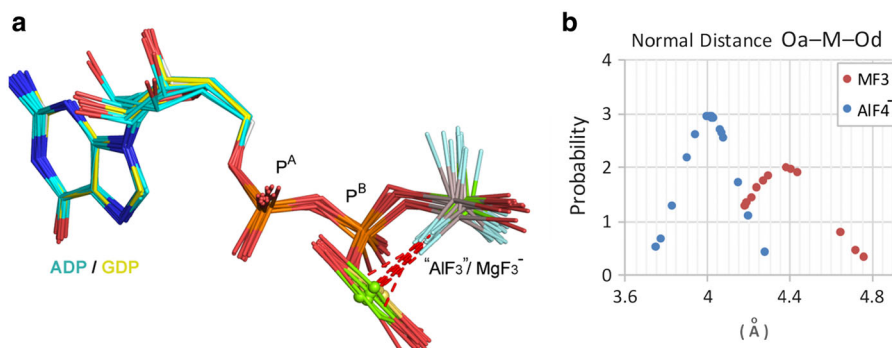 a
P^A
P^B
ADP / GDP
"AlF₃"/ MgF₃⁻
b
Normal Distance Oa–M–Od
4
3
2
1
0
Probability
MF3
AlF4⁻
3.6 4 4.4 4.8
(Å)